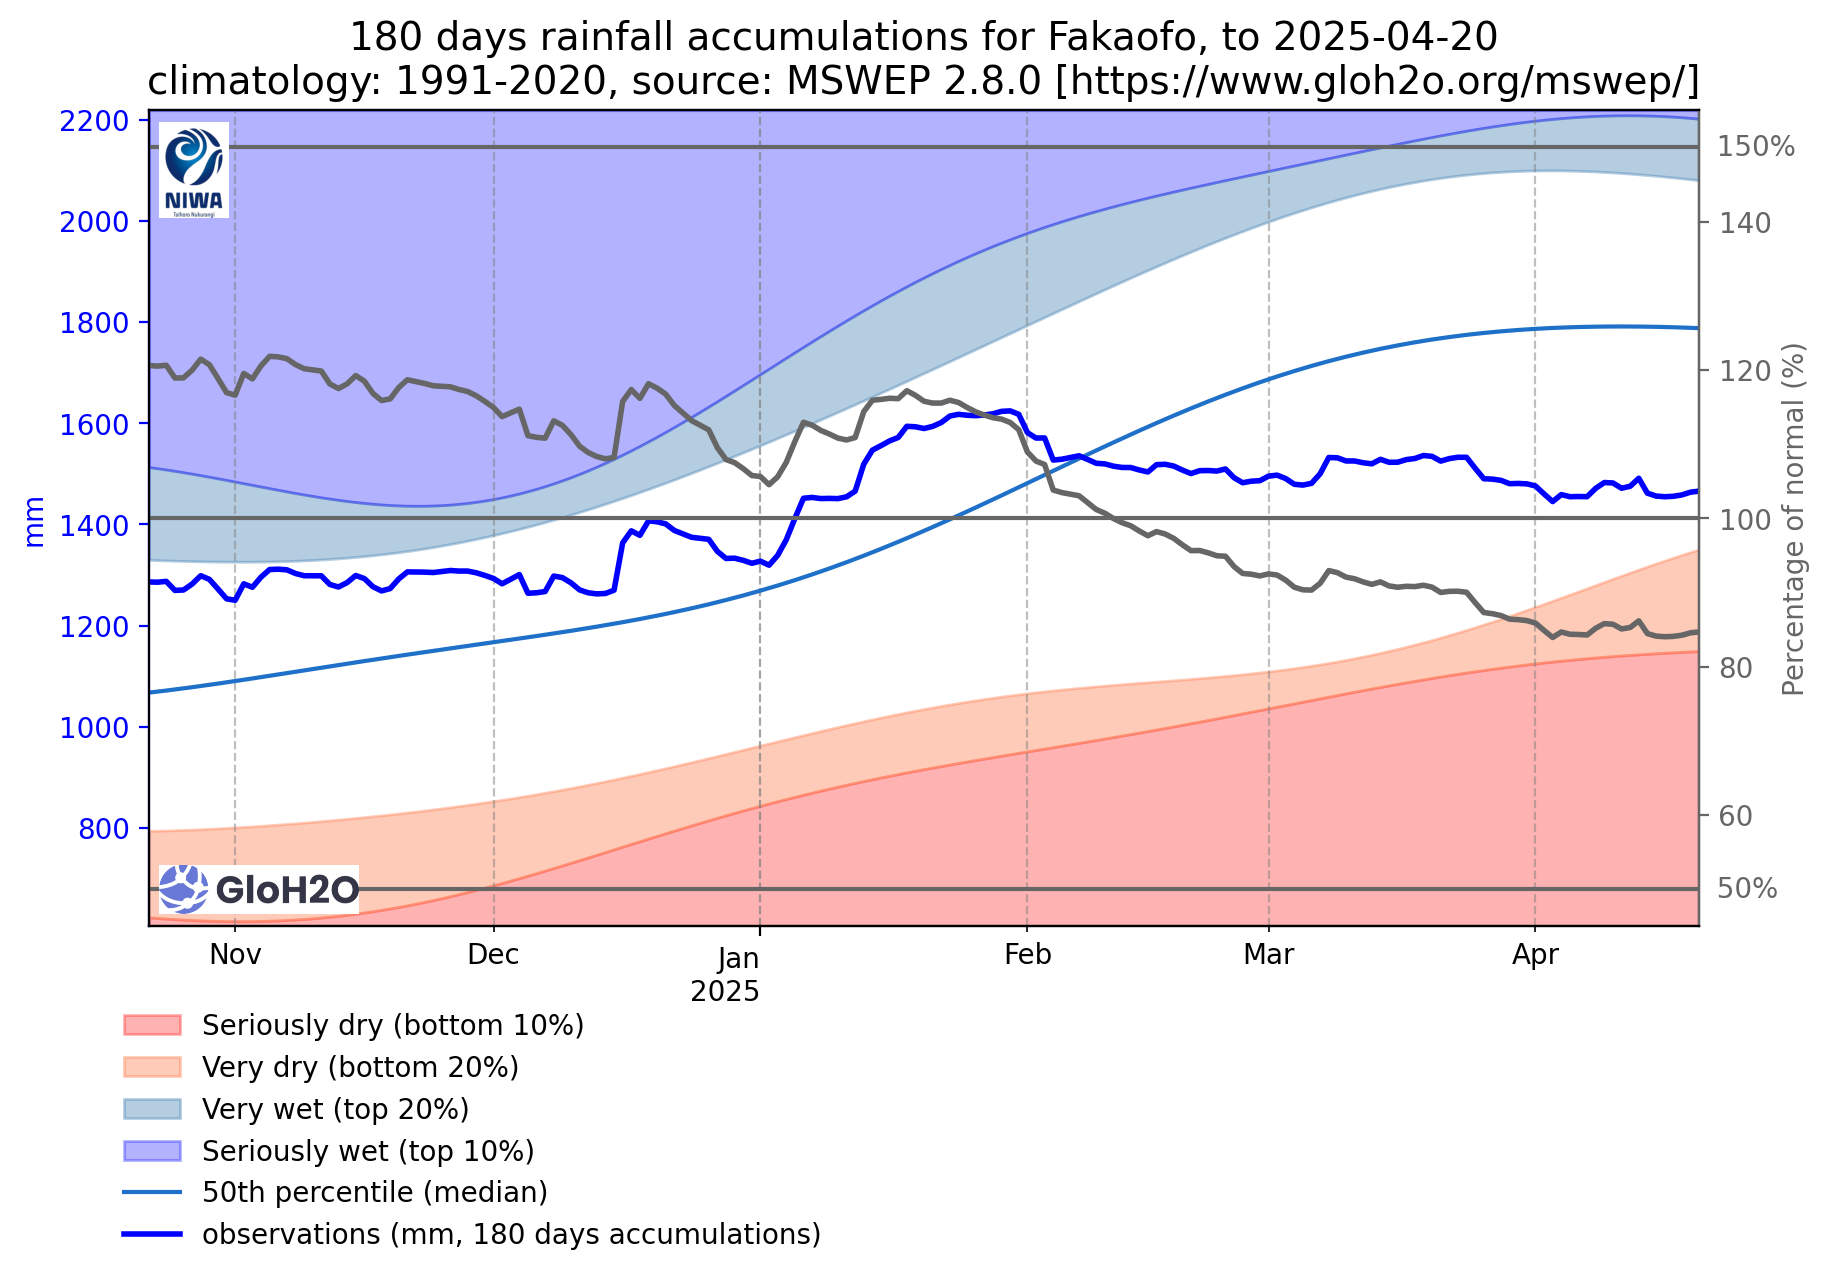 180 days rainfall accumulations for Fakaofo, to 2025-04-20
climatology: 1991-2020, source: MSWEP 2.8.0 [https://www.gloh2o.org/mswep/]
2200
2000
1800
1600
1400
1200
1000
800
mm
NIWA
Taihoro Nukurangi
GloH2O
150%
140
120
100
80
60
50%
Percentage of normal (%)
Nov
Dec
Jan
2025
Feb
Mar
Apr
Seriously dry (bottom 10%)
Very dry (bottom 20%)
Very wet (top 20%)
Seriously wet (top 10%)
50th percentile (median)
observations (mm, 180 days accumulations)